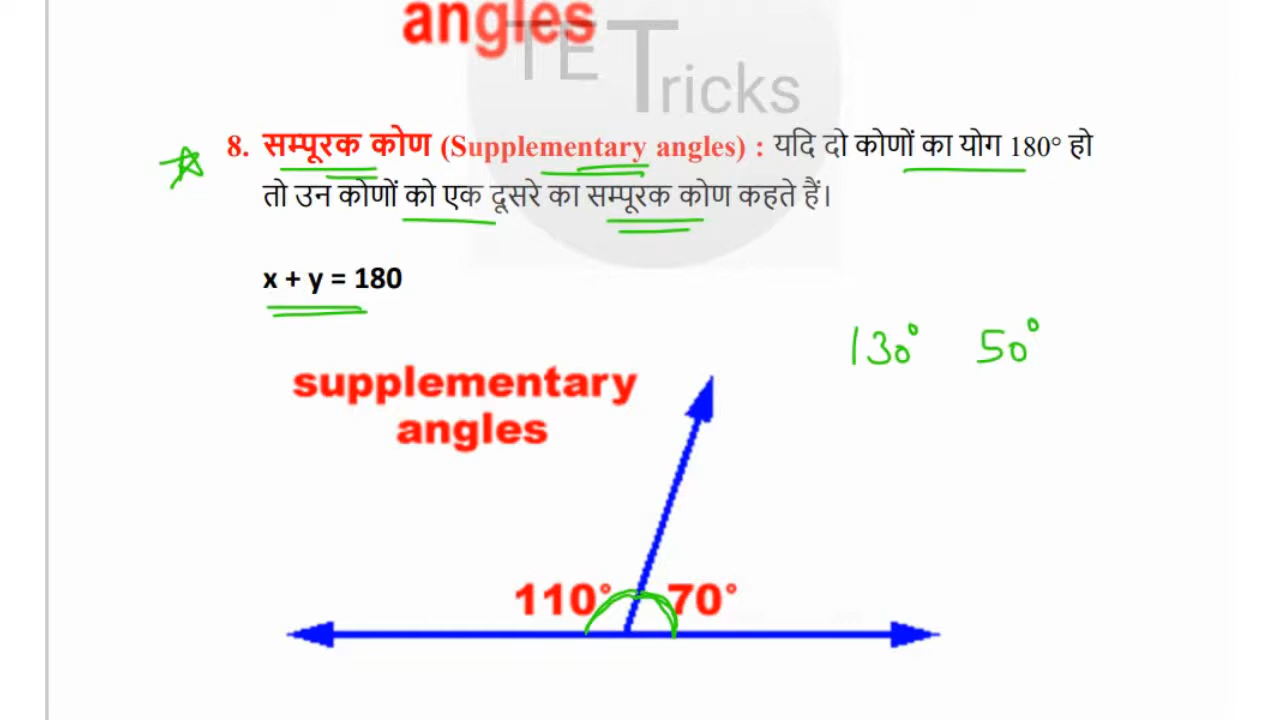 angles
TETricks
8. सम्पूरक कोण (Supplementary angles) : यदि दो कोणों का योग 180° हो
तो उन कोणों को एक दूसरे का सम्पूरक कोण कहते हैं।
x + y = 180
130° 50°
supplementary
angles
110° 70°